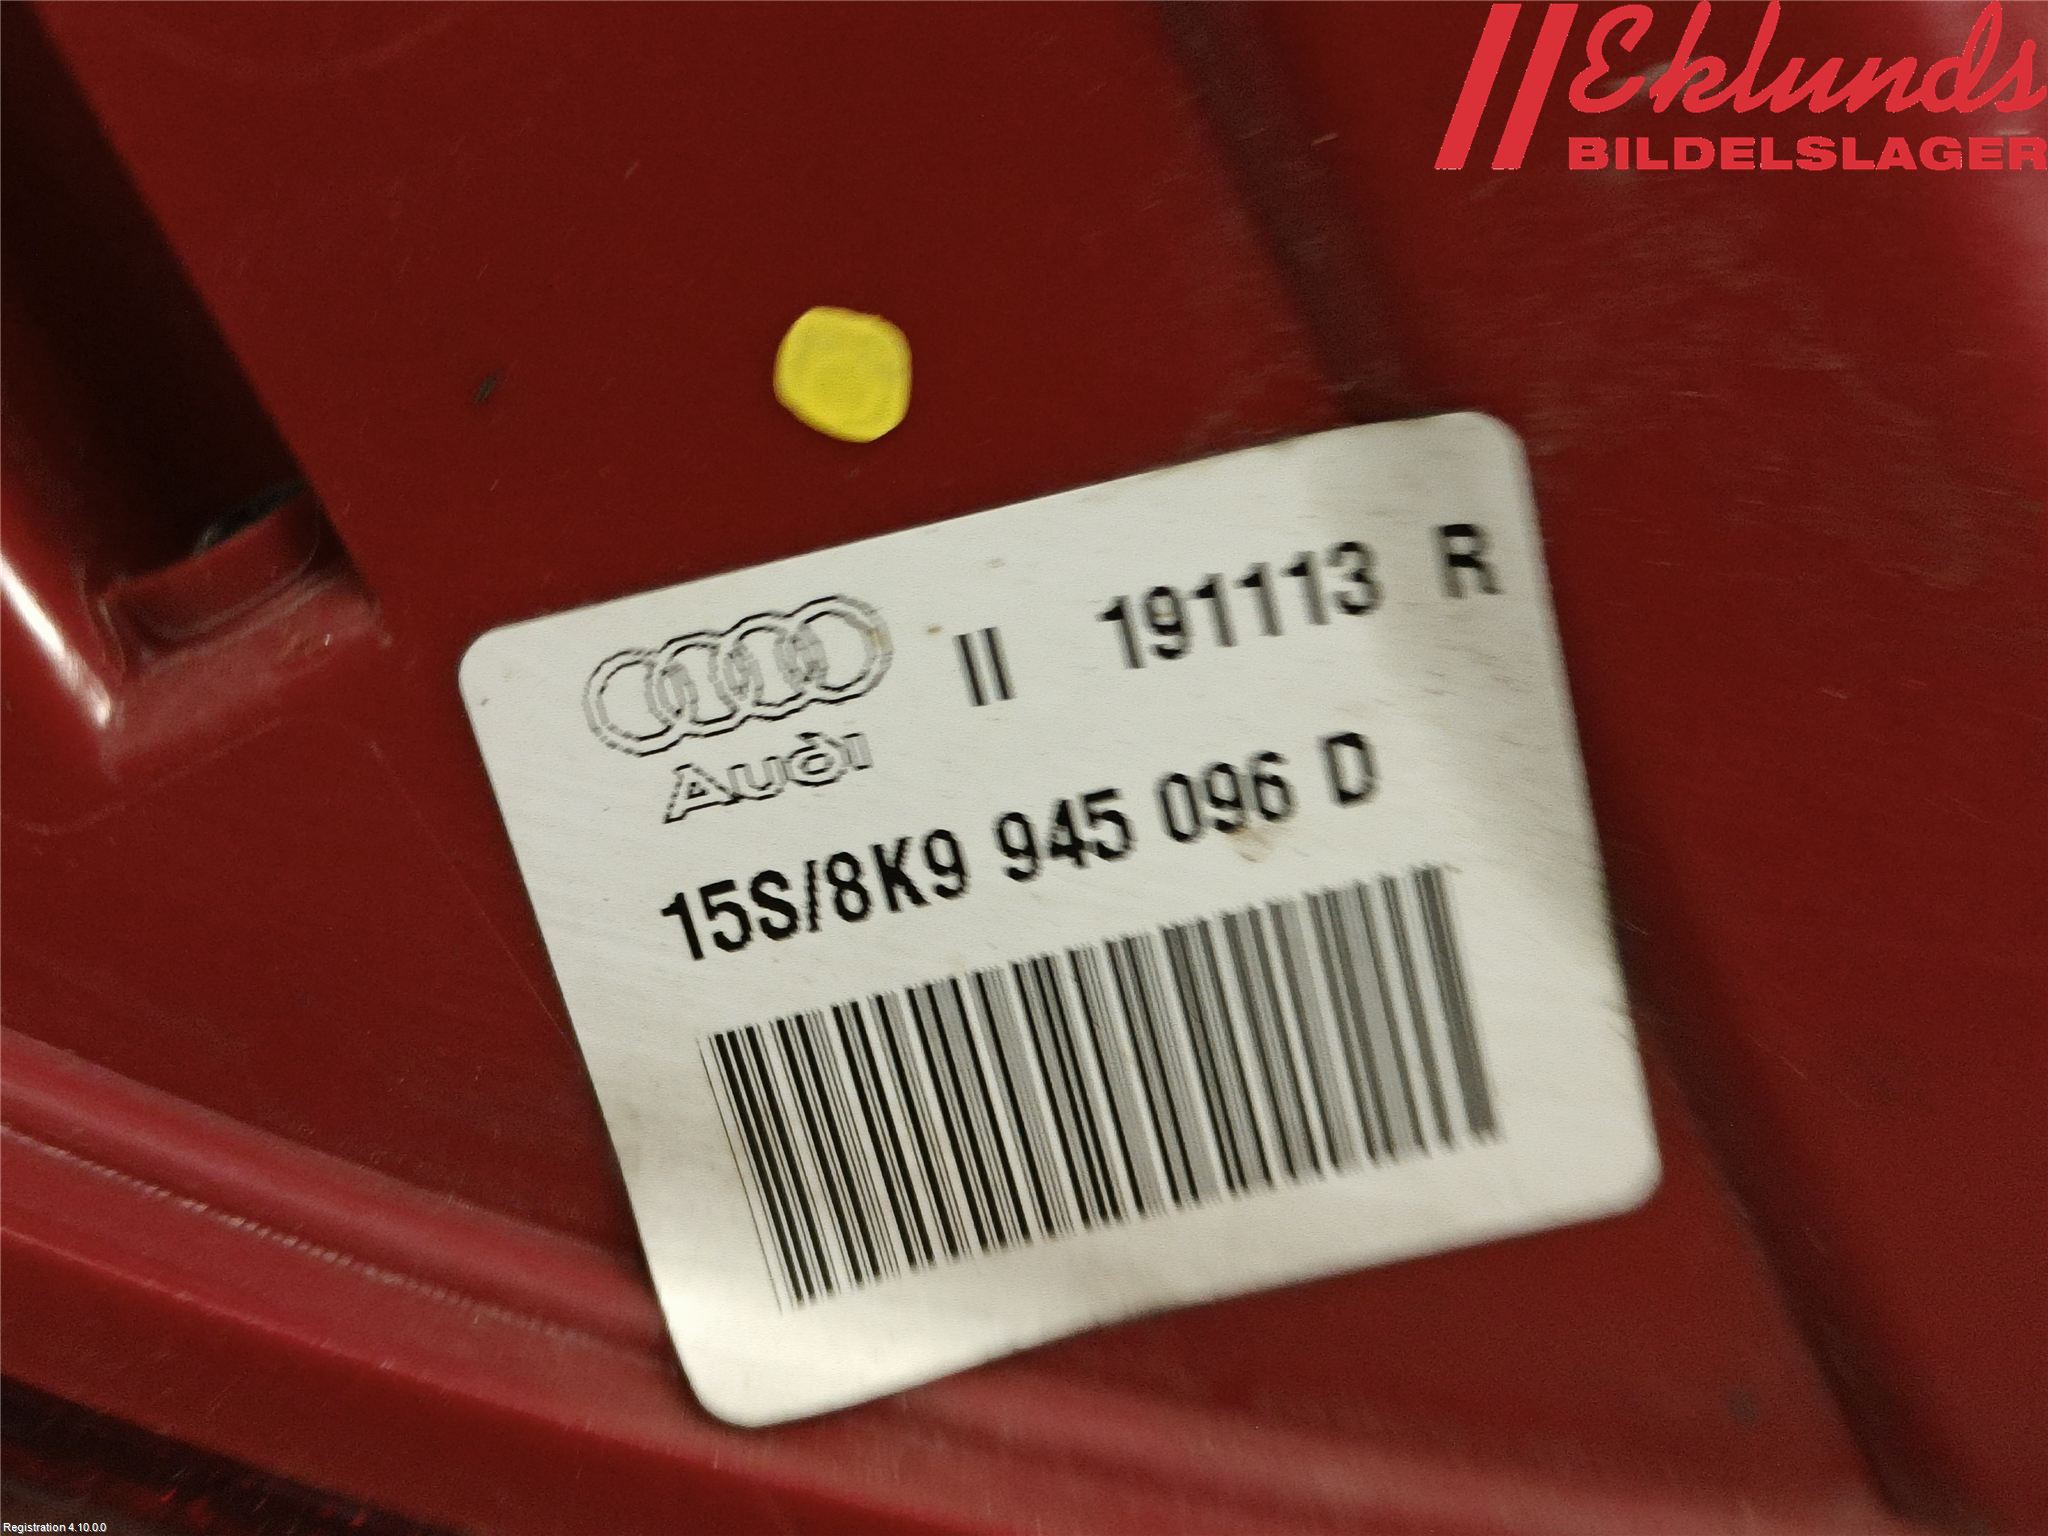 Eklunds
BILDELSLAGER
II 191113 R
Audi
15S/8K9 945 096 D
Registration 4.10.0.0